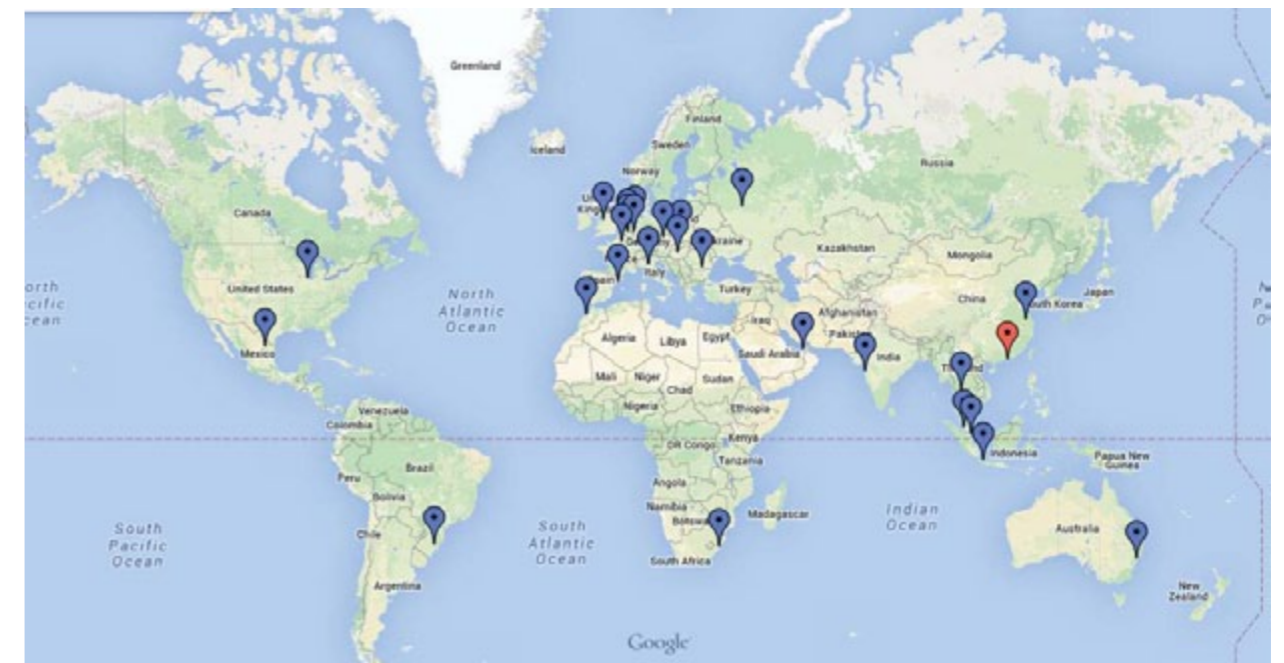 Greenland
Finland
Iceland
Sweden
Russia
Norway
Canada
Kazakhstan
Mongolia
Italy
United States
Turkey
China
Japan
North
Atlantic
Ocean
Afghanistan
Iraq
Algeria
Libya
Egypt
Saudi Arabia
India
Mexico
Mali
Niger
Sudan
Chad
Nigeria
Ethiopia
Venezuela
Colombia
DR Congo
Kenya
Indonesia
Tanzania
Papua New
Guinea
Brazil
Peru
Angola
Bolivia
Namibia
Madagascar
Indian
Ocean
South
Pacific
Ocean
South
Atlantic
Ocean
Chile
Australia
South Africa
Argentina
New
Zealand
Google